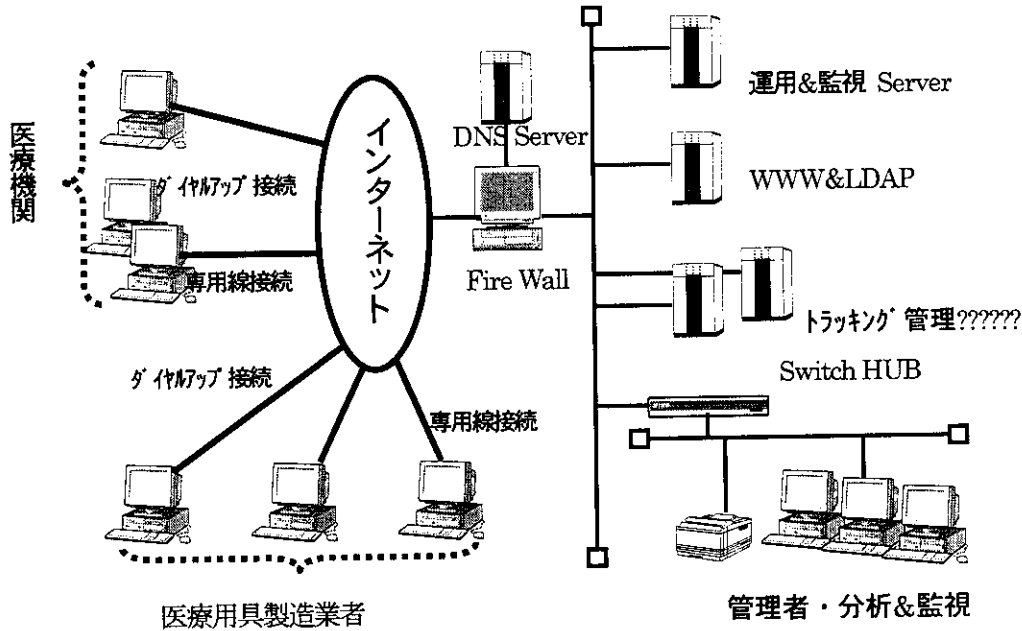 医療機関
ダイヤルアップ接続
専用線接続
インターネット
DNS Server
Fire Wall
運用&監視 Server
WWW&LDAP
トラッキング管理??????
Switch HUB
ダイヤルアップ接続
専用線接続
医療用具製造業者
管理者・分析&監視